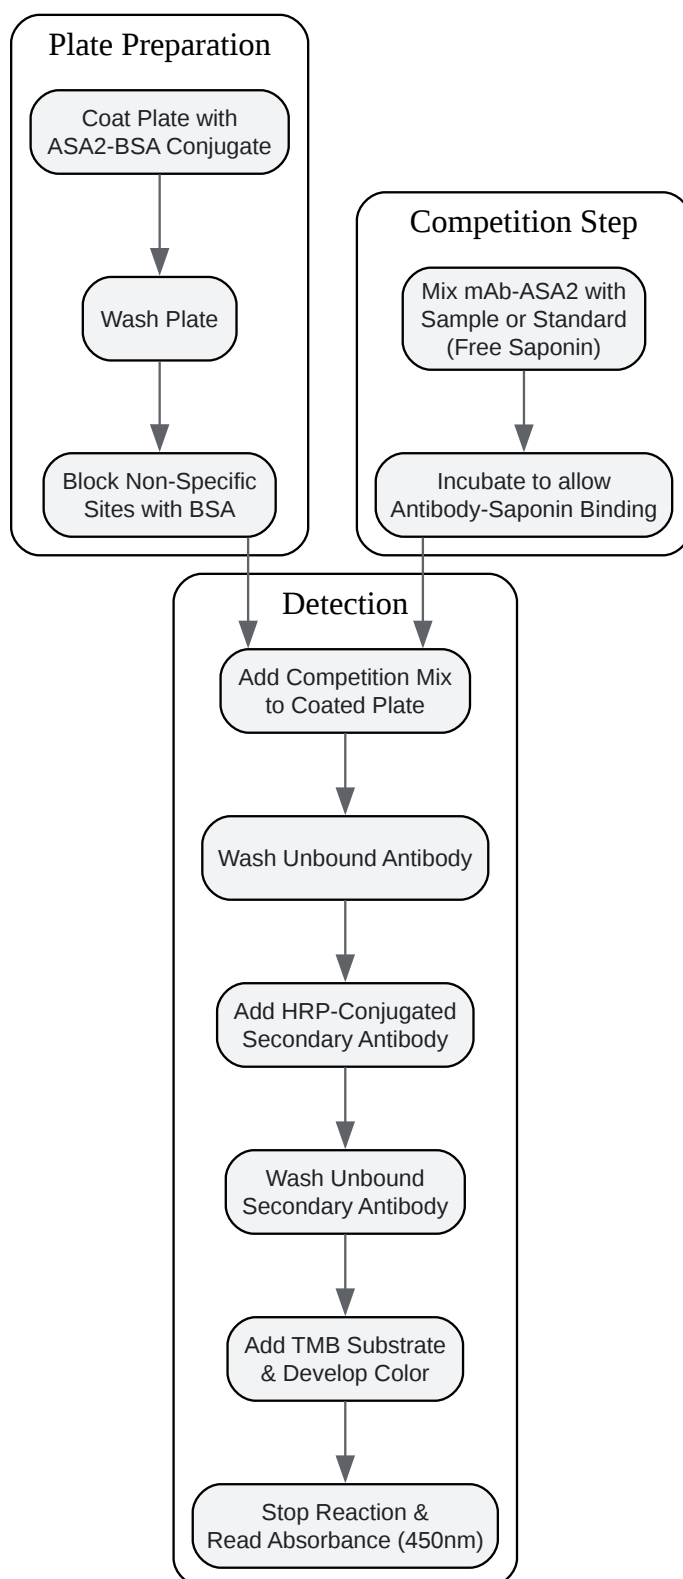 Plate Preparation
Coat Plate with
ASA2-BSA Conjugate
Wash Plate
Block Non-Specific
Sites with BSA
Competition Step
Mix mAb-ASA2 with
Sample or Standard
(Free Saponin)
Incubate to allow
Antibody-Saponin Binding
Detection
Add Competition Mix
to Coated Plate
Wash Unbound Antibody
Add HRP-Conjugated
Secondary Antibody
Wash Unbound
Secondary Antibody
Add TMB Substrate
& Develop Color
Stop Reaction &
Read Absorbance (450nm)